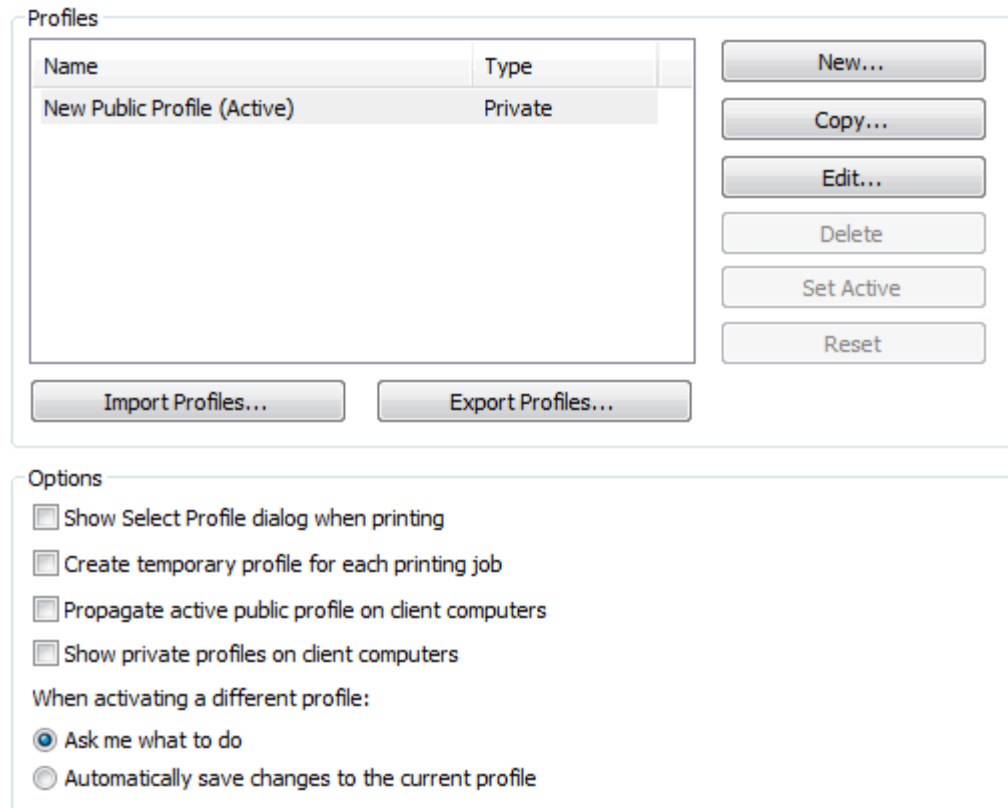 Profiles
Name Type
New Public Profile (Active) Private
New...
Copy...
Edit...
Delete
Set Active
Reset
Import Profiles... Export Profiles...
Options
Show Select Profile dialog when printing
Create temporary profile for each printing job
Propagate active public profile on client computers
Show private profiles on client computers
When activating a different profile:
Ask me what to do
Automatically save changes to the current profile